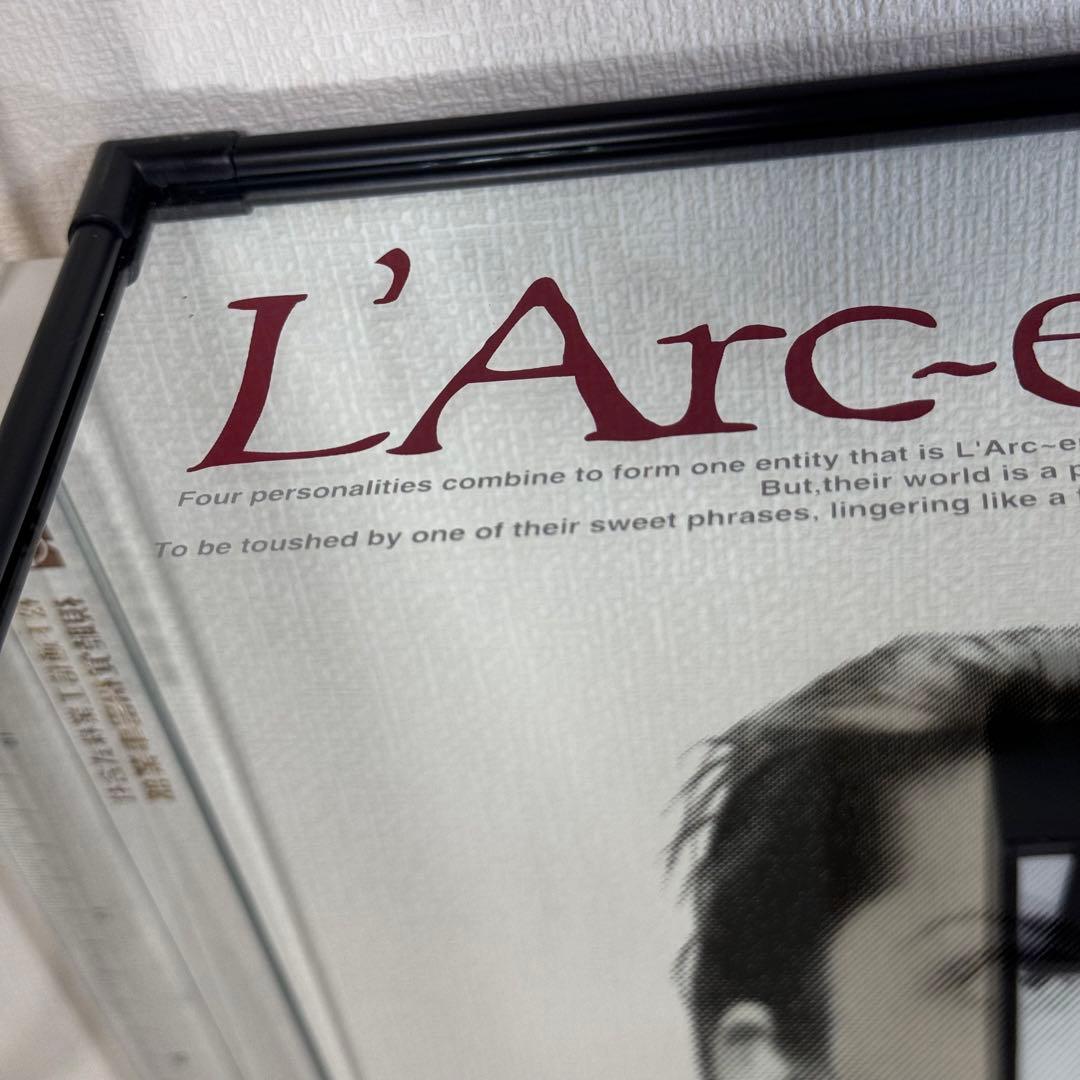 L'Arc~e
Four personalities combine to form one entity that is L'Arc~e
But,their world is a p
To be toushed by one of their sweet phrases, lingering like a